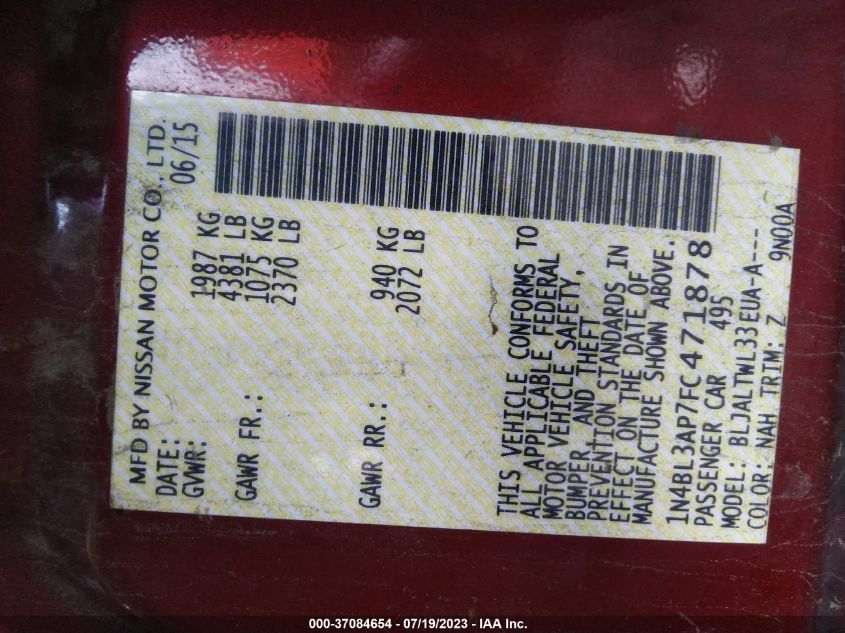 MFD BY NISSAN MOTOR CO., LTD.
DATE: 06/15
GVWR: 1987 KG
4381 LB
GAWR FR.: 1075 KG
2370 LB
GAWR RR.: 940 KG
2072 LB
THIS VEHICLE CONFORMS TO
ALL APPLICABLE FEDERAL
MOTOR VEHICLE SAFETY,
BUMPER, AND THEFT
PREVENTION STANDARDS IN
EFFECT ON THE DATE OF
MANUFACTURE SHOWN ABOVE.
1N4BL3AP7FC471878
PASSENGER CAR 495
MODEL: BLJALTWL33EUA-A---
COLOR: NAH TRIM: Z 9N00A
000-37084654 / 07/19/2023 - IAA Inc.